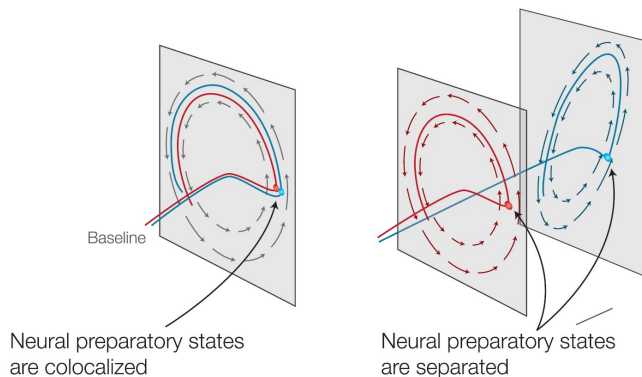 Baseline
Neural preparatory states
are colocalized
Neural preparatory states
are separated